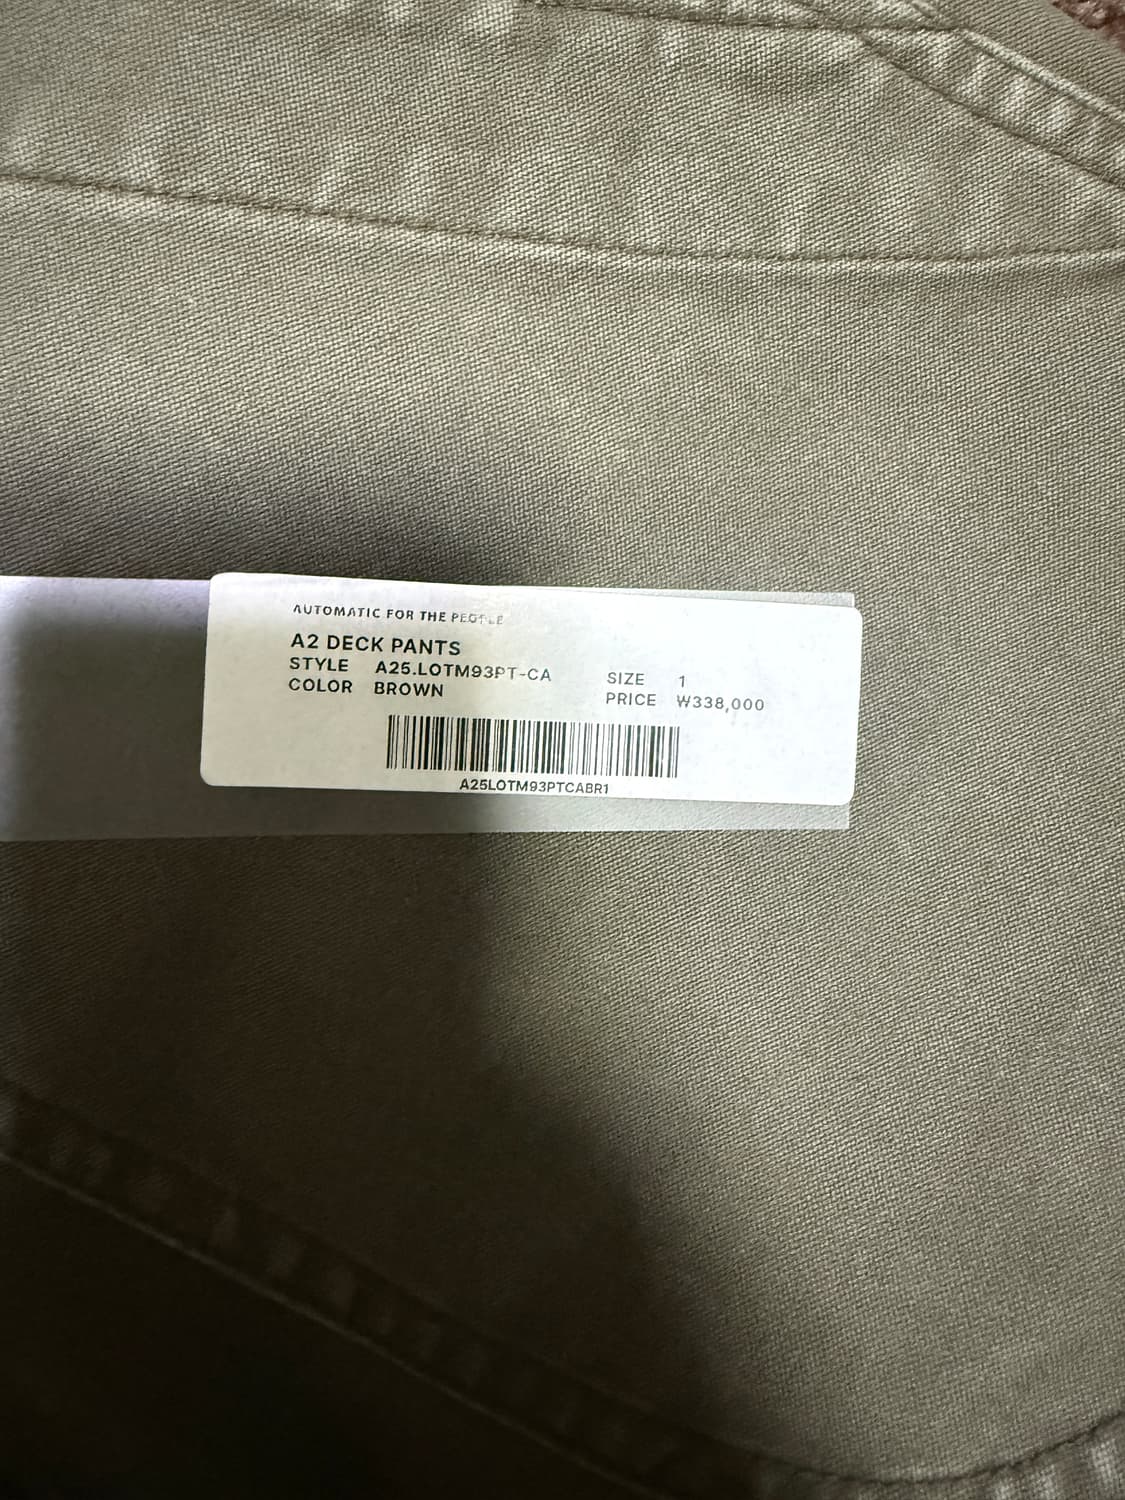 AUTOMATIC FOR THE PEOPLE
A2 DECK PANTS
STYLE A25.LOTM93PT-CA
COLOR BROWN
SIZE 1
PRICE ₩338,000
A25LOTM93PTCABR1